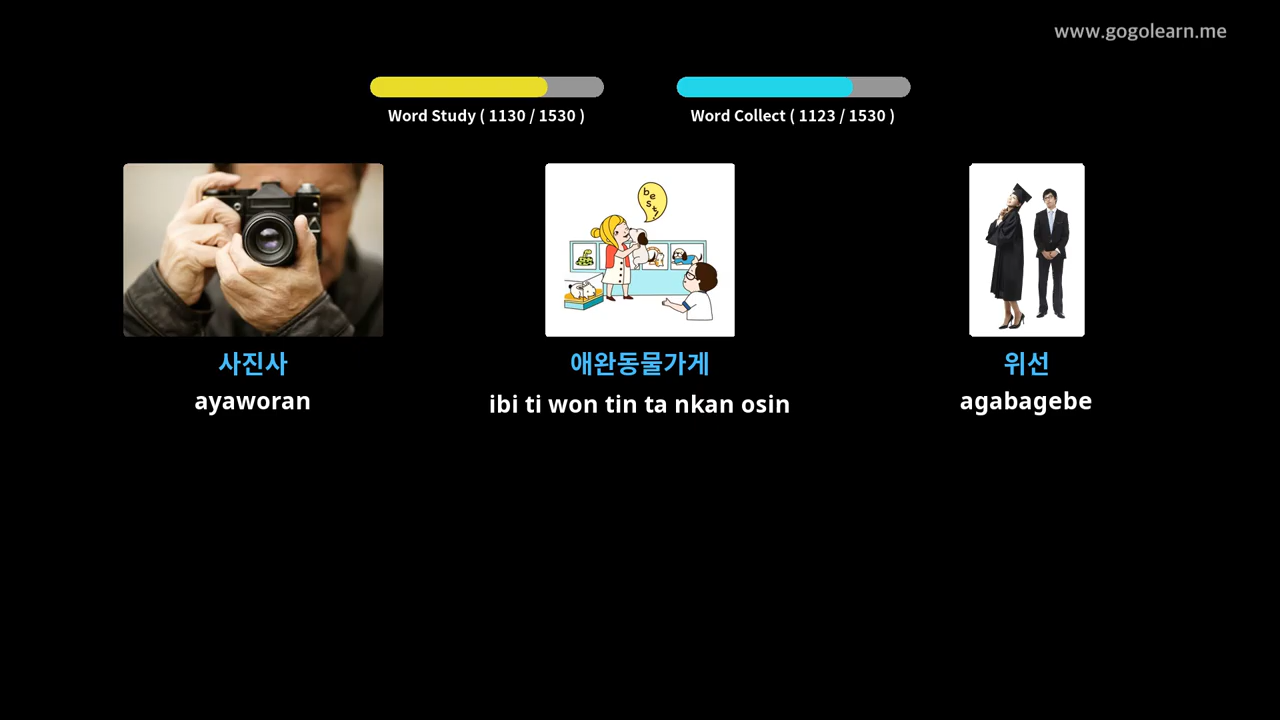 www.gogolearn.me
Word Study ( 1130 / 1530 )
Word Collect ( 1123 / 1530 )
best!
사진사
애완동물가게
위선
ayaworan
ibi ti won tin ta nkan osin
agabagebe